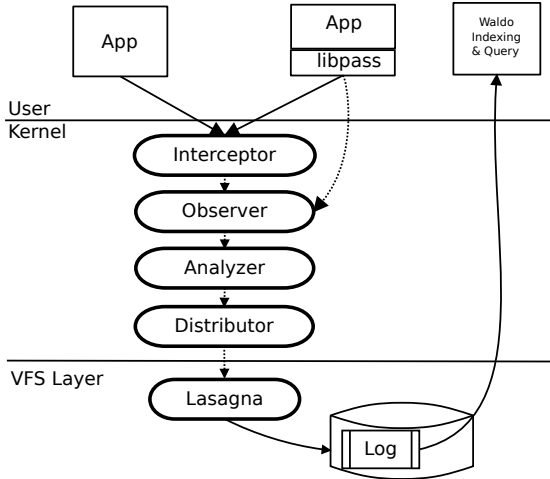 App
App
libpass
Waldo
Indexing
& Query
User
Kernel
Interceptor
Observer
Analyzer
Distributor
VFS Layer
Lasagna
Log